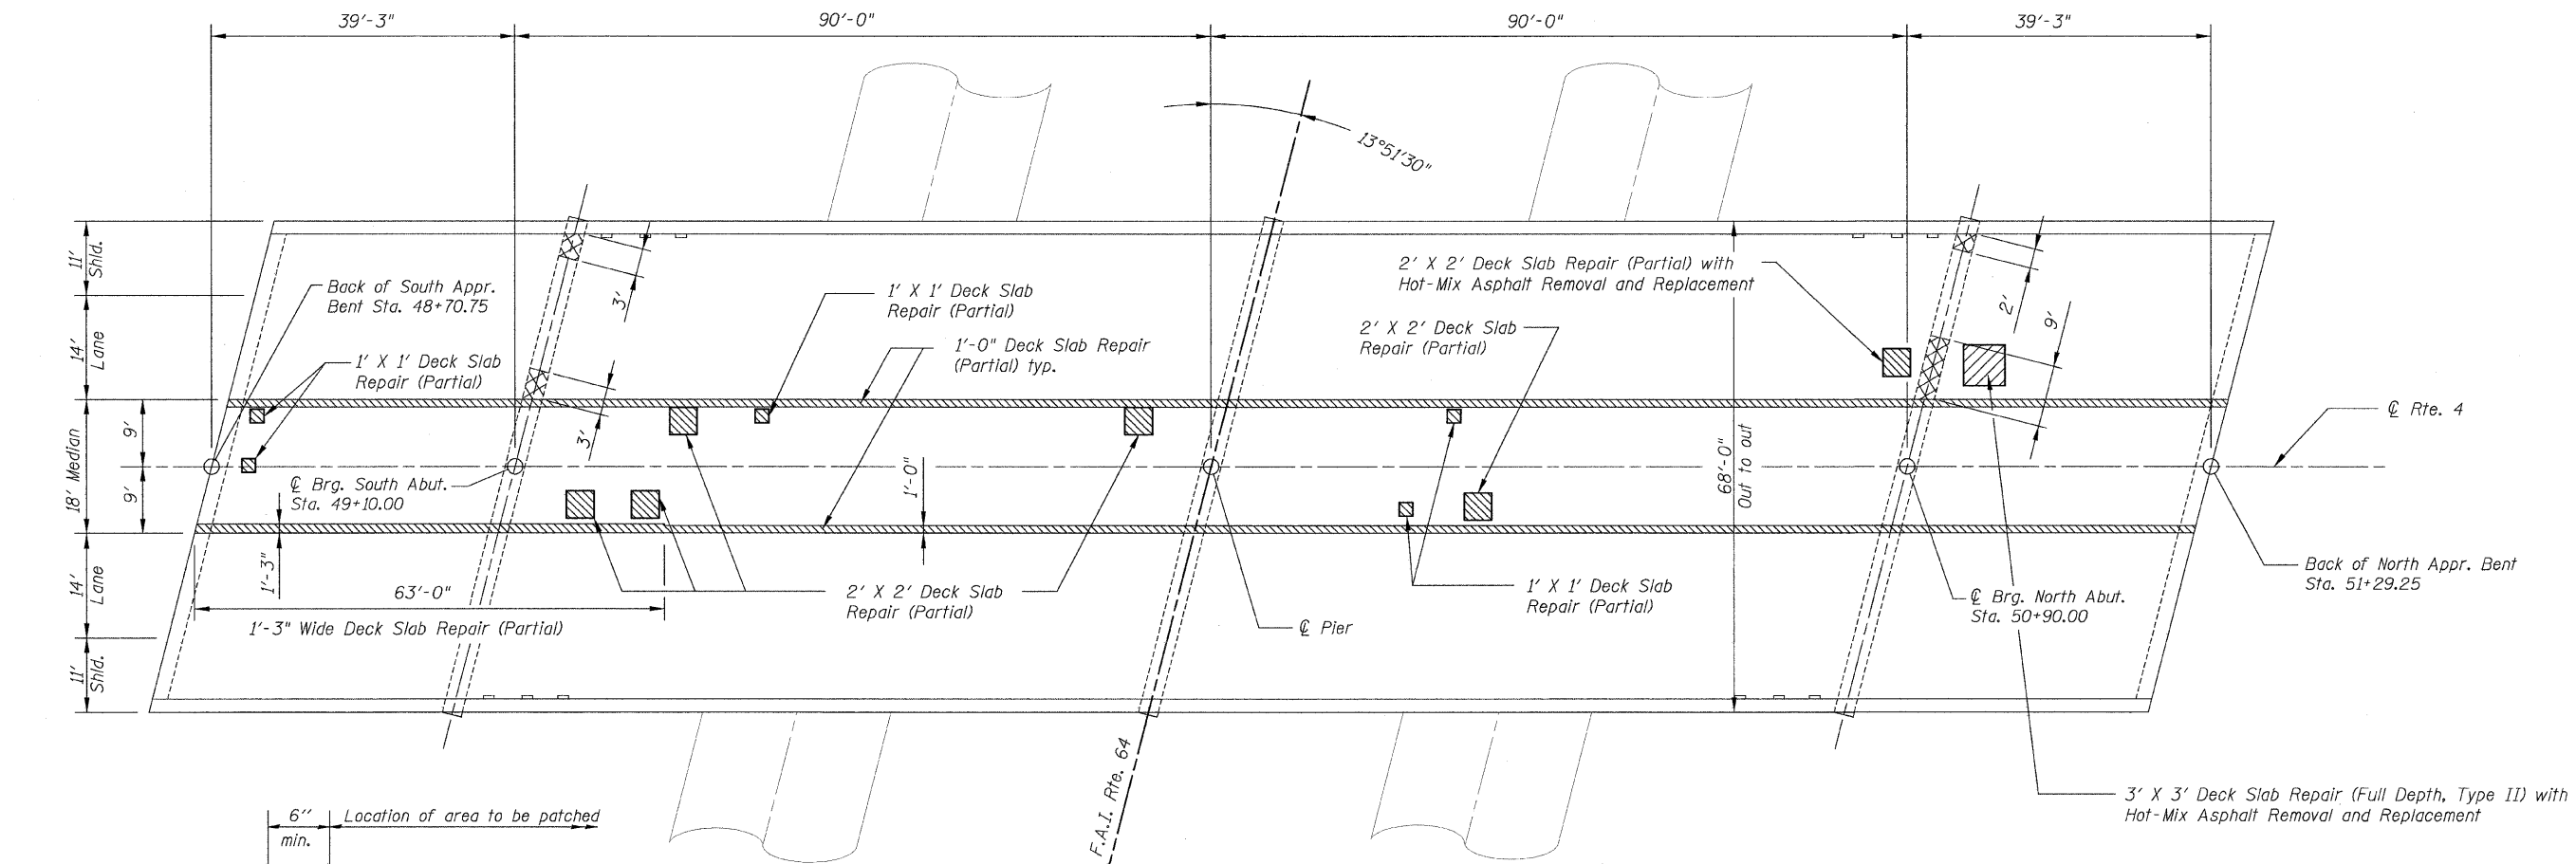 39'-3"
90'-0"
90'-0"
39'-3"
13°51'30"
11'
Shld.
14'
Lane
18' Median
9'
9'
14'
Lane
11'
Shld.
Back of South Appr.
Bent Sta. 48+70.75
1' X 1' Deck Slab
Repair (Partial)
3'
3'
1' X 1' Deck Slab
Repair (Partial)
1'-0" Deck Slab Repair
(Partial) typ.
2' X 2' Deck Slab Repair (Partial) with
Hot-Mix Asphalt Removal and Replacement
2' X 2' Deck Slab
Repair (Partial)
2'
9'
℄ Rte. 4
℄ Brg. South Abut.
Sta. 49+10.00
1'-0"
68'-0"
Out to out
1'-3"
63'-0"
1'-3" Wide Deck Slab Repair (Partial)
2' X 2' Deck Slab
Repair (Partial)
℄ Pier
1' X 1' Deck Slab
Repair (Partial)
℄ Brg. North Abut.
Sta. 50+90.00
Back of North Appr. Bent
Sta. 51+29.25
F.A.I. Rte. 64
3' X 3' Deck Slab Repair (Full Depth, Type II) with
Hot-Mix Asphalt Removal and Replacement
6"
min.
Location of area to be patched